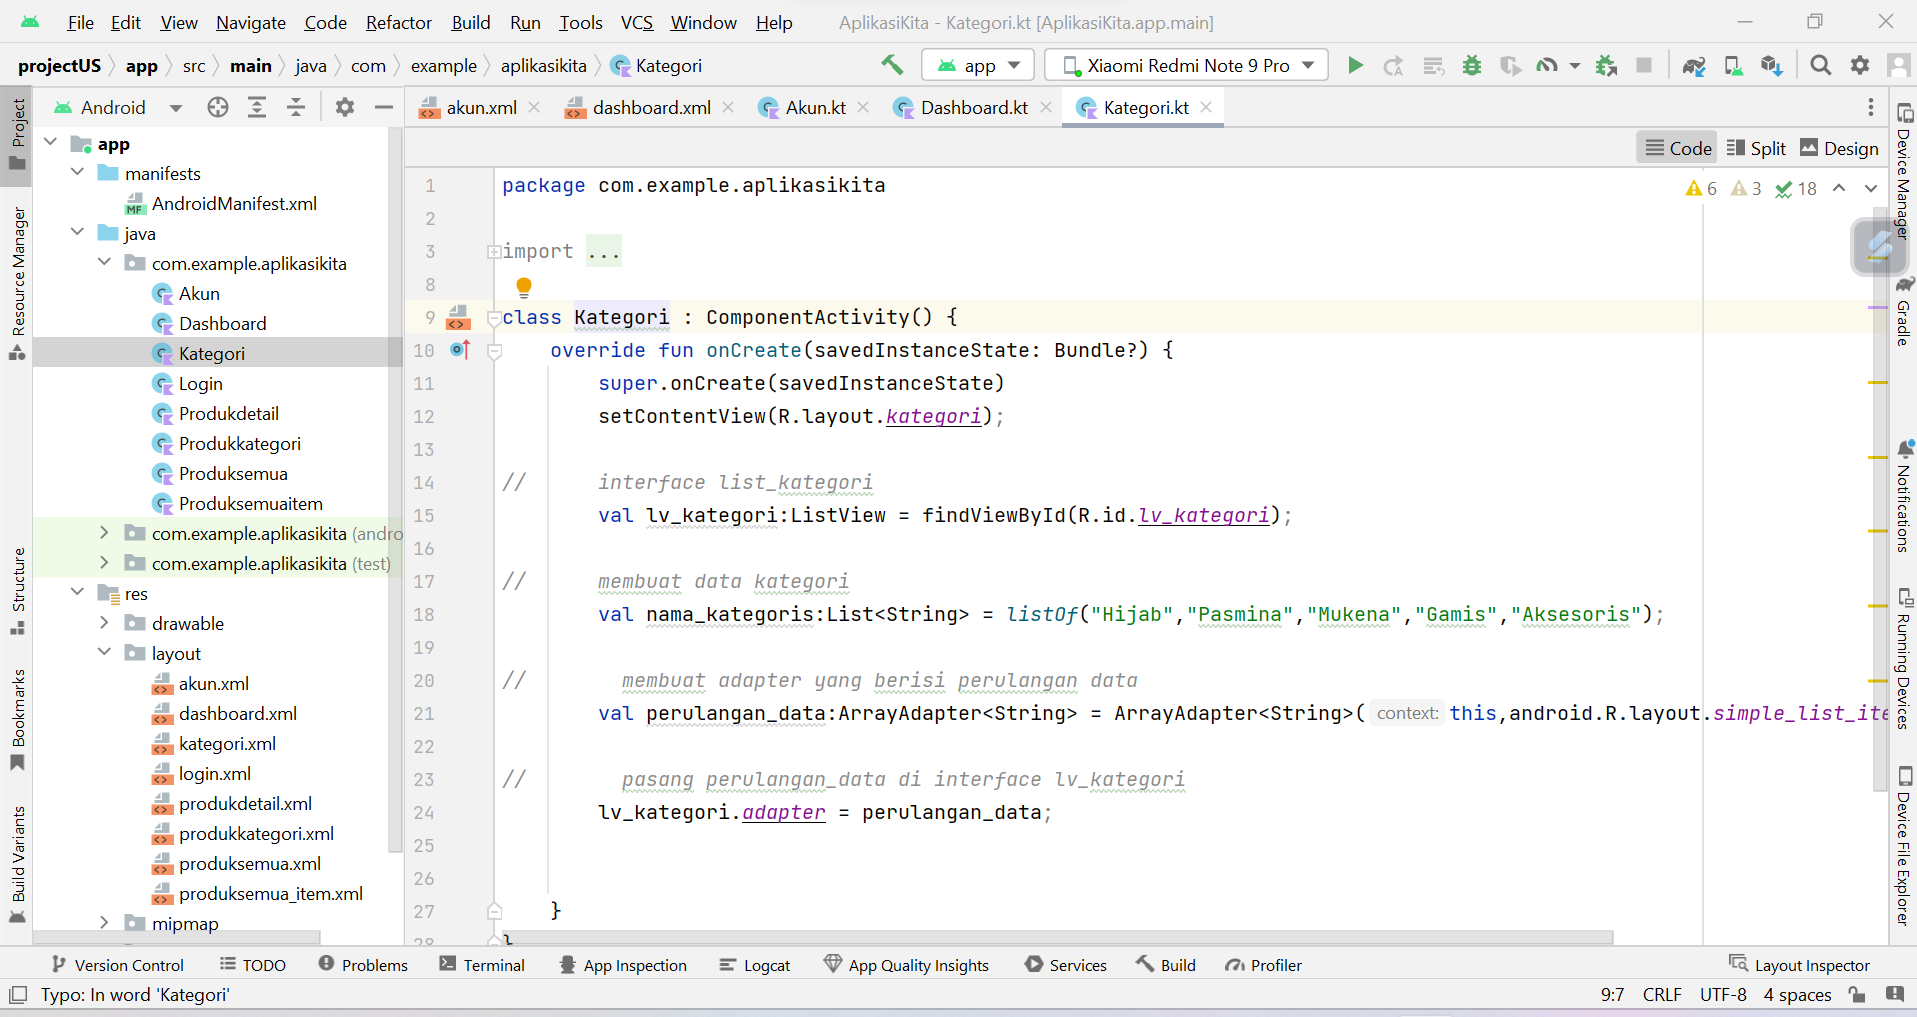 File Edit View Navigate Code Refactor Build Run Tools VCS Window Help AplikasiKita - Kategori.kt [AplikasiKita.app.main]
projectUS app src main java com example aplikasikita Kategori app Xiaomi Redmi Note 9 Pro
Android akun.xml dashboard.xml Akun.kt Dashboard.kt Kategori.kt
Code Split Design
Project
Resource Manager
Structure
Bookmarks
Build Variants
app
manifests
AndroidManifest.xml
java
com.example.aplikasikita
Akun
Dashboard
Kategori
Login
Produkdetail
Produkkategori
Produksemua
Produksemuaitem
com.example.aplikasikita (andro
com.example.aplikasikita (test)
res
drawable
layout
akun.xml
dashboard.xml
kategori.xml
login.xml
produkdetail.xml
produkkategori.xml
produksemua.xml
produksemua_item.xml
mipmap
6 3 18
1 package com.example.aplikasikita
2
3 import ...
8
9 class Kategori : ComponentActivity() {
10 override fun onCreate(savedInstanceState: Bundle?) {
11 super.onCreate(savedInstanceState)
12 setContentView(R.layout.kategori);
13
14 // interface list_kategori
15 val lv_kategori:ListView = findViewById(R.id.lv_kategori);
16
17 // membuat data kategori
18 val nama_kategoris:List<String> = listOf("Hijab","Pasmina","Mukena","Gamis","Aksesoris");
19
20 // membuat adapter yang berisi perulangan data
21 val perulangan_data:ArrayAdapter<String> = ArrayAdapter<String>( context: this,android.R.layout.simple_list_ite
22
23 // pasang perulangan_data di interface lv_kategori
24 lv_kategori.adapter = perulangan_data;
25
26
27 }
28 }
Device Manager
Gradle
Notifications
Running Devices
Device File Explorer
Version Control TODO Problems Terminal App Inspection Logcat App Quality Insights Services Build Profiler Layout Inspector
Typo: In word 'Kategori' 9:7 CRLF UTF-8 4 spaces